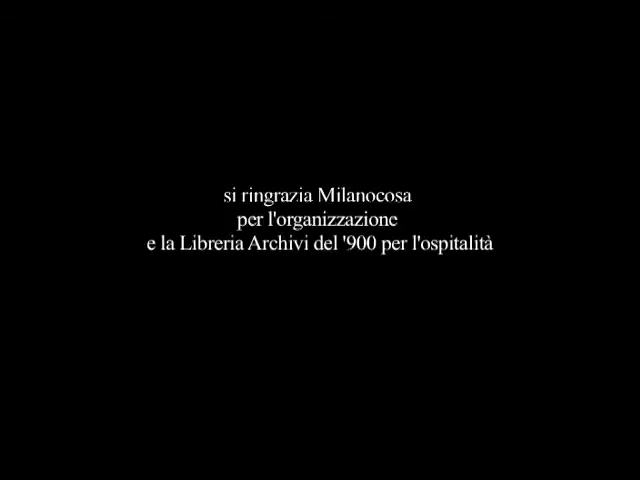 si ringrazia Milanocosa
per l'organizzazione
e la Libreria Archivi del '900 per l'ospitalità